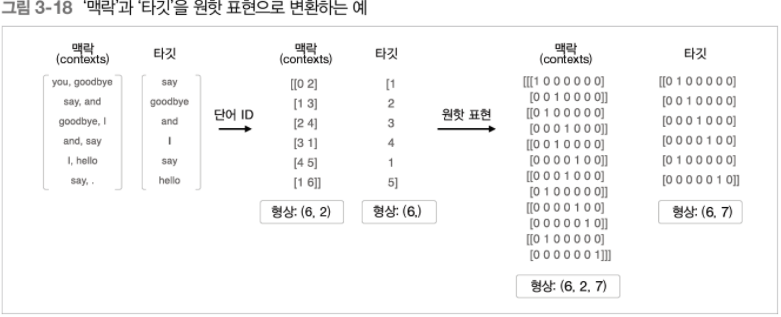 그림 3-18 '맥락'과 '타깃'을 원핫 표현으로 변환하는 예
맥락
(contexts)
타깃
you, goodbye
say, and
goodbye, I
and, say
I, hello
say, .
say
goodbye
and
I
say
hello
단어 ID
맥락
(contexts)
타깃
[[0 2]
[1 3]
[2 4]
[3 1]
[4 5]
[1 6]]
형상: (6, 2)
[1
2
3
4
1
5]
형상: (6,)
원핫 표현
맥락
(contexts)
타깃
[[[1 0 0 0 0 0 0]
[0 0 1 0 0 0 0]]
[[0 1 0 0 0 0 0]
[0 0 0 1 0 0 0]]
[[0 0 1 0 0 0 0]
[0 0 0 0 1 0 0]]
[[0 0 0 1 0 0 0]
[0 1 0 0 0 0 0]]
[[0 0 0 0 1 0 0]
[0 0 0 0 0 1 0]]
[[0 1 0 0 0 0 0]
[0 0 0 0 0 0 1]]]
형상: (6, 2, 7)
[[0 1 0 0 0 0 0]
[0 0 1 0 0 0 0]
[0 0 0 1 0 0 0]
[0 0 0 0 1 0 0]
[0 1 0 0 0 0 0]
[0 0 0 0 0 1 0]]
형상: (6, 7)